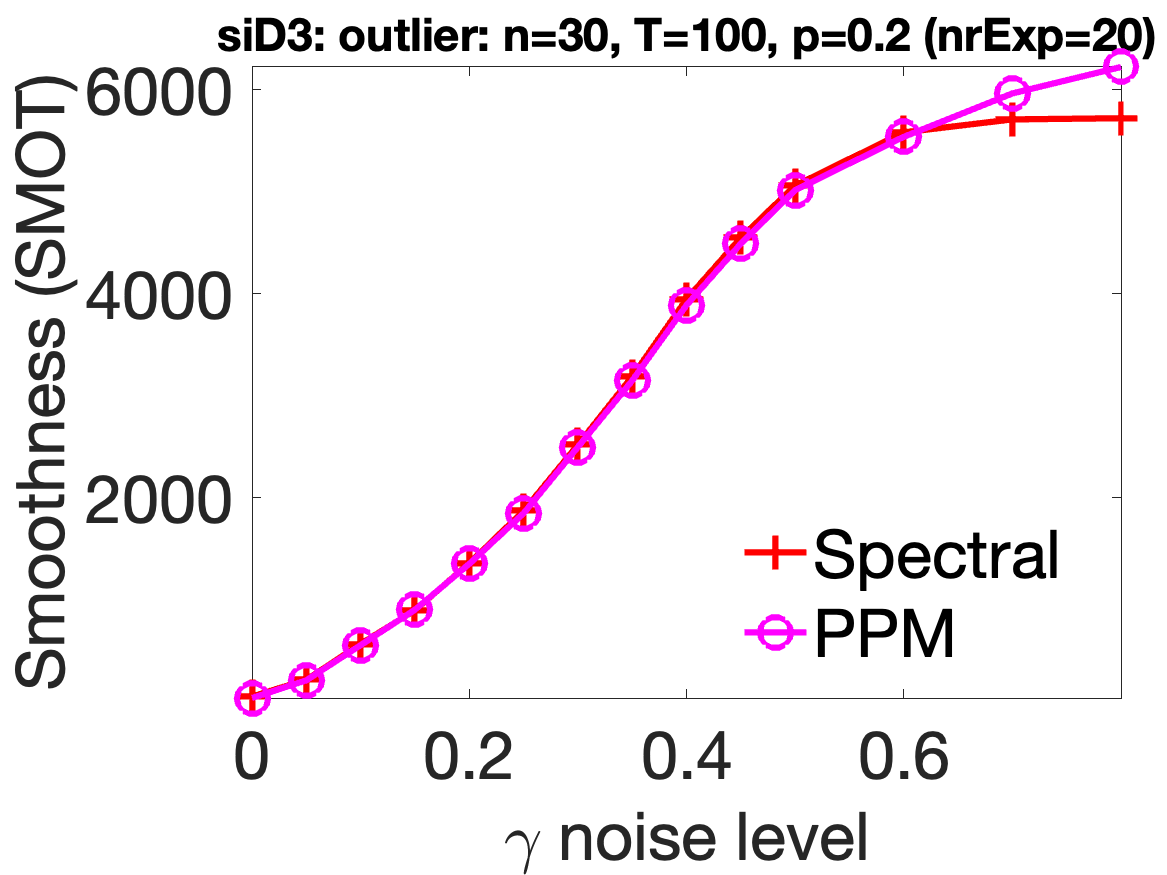 siD3: outlier: n=30, T=100, p=0.2 (nrExp=20)
Smoothness (SMOT)
6000
4000
2000
Spectral
PPM
0
0.2
0.4
0.6
γ noise level